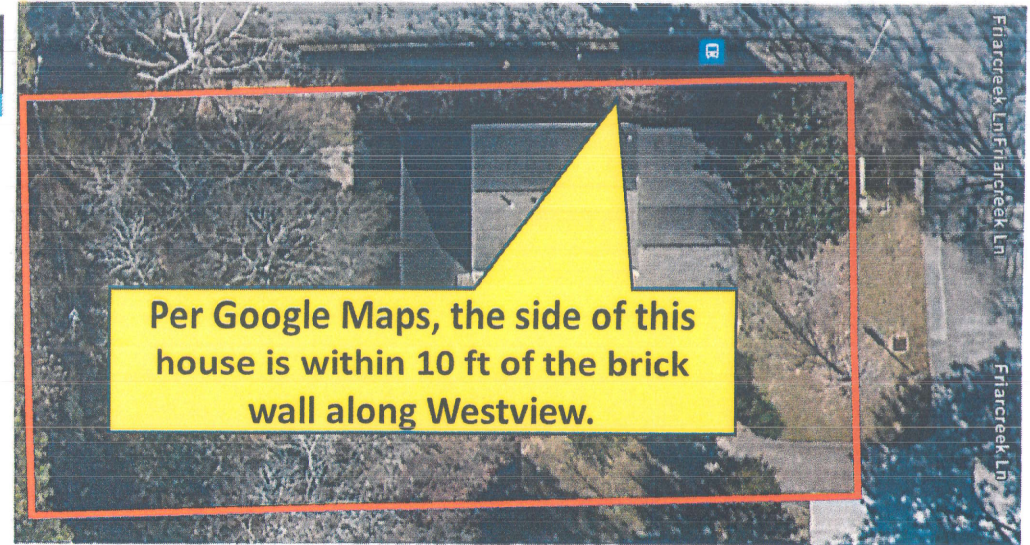 Friarcreek Ln Friarcreek Ln
Per Google Maps, the side of this
house is within 10 ft of the brick
wall along Westview.
Friarcreek Ln